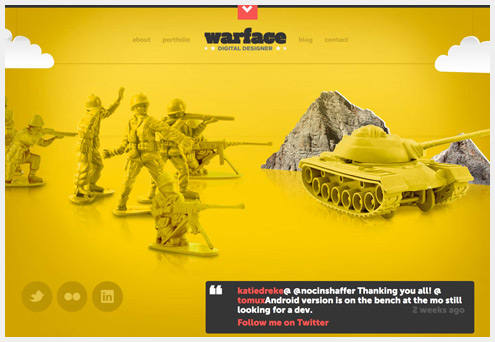 about portfolio warface blog contact
DIGITAL DESIGNER
katiedreke@ @nocinshaffer Thanking you all! @
tomuxAndroid version is on the bench at the mo still
looking for a dev.
2 weeks ago
Follow me on Twitter